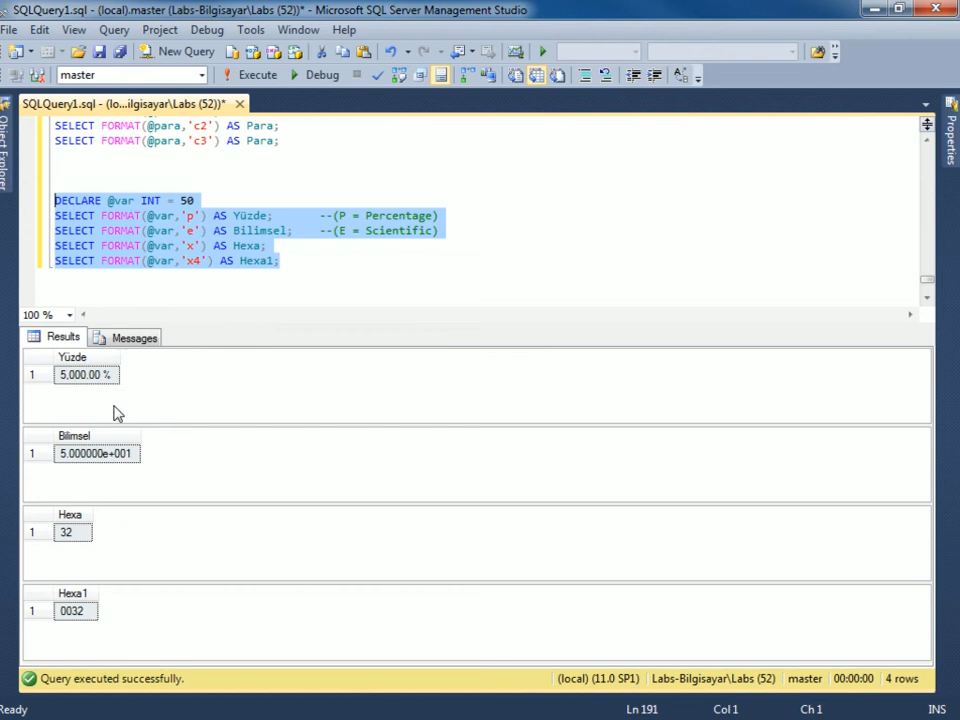 SQLQuery1.sql - (local).master (Labs-Bilgisayar\Labs (52))* - Microsoft SQL Server Management Studio
File Edit View Query Project Debug Tools Window Help
New Query
master Execute Debug
SQLQuery1.sql - (lo...ilgisayar\Labs (52))*
Object Explorer
Properties
SELECT FORMAT(@para,'c2') AS Para;
SELECT FORMAT(@para,'c3') AS Para;
DECLARE @var INT = 50
SELECT FORMAT(@var,'p') AS Yüzde; --(P = Percentage)
SELECT FORMAT(@var,'e') AS Bilimsel; --(E = Scientific)
SELECT FORMAT(@var,'x') AS Hexa;
SELECT FORMAT(@var,'x4') AS Hexa1;
100 %
Results Messages
Yüzde
1 5,000.00 %
Bilimsel
1 5.000000e+001
Hexa
1 32
Hexa1
1 0032
Query executed successfully. (local) (11.0 SP1) Labs-Bilgisayar\Labs (52) master 00:00:00 4 rows
Ready Ln 191 Col 1 Ch 1 INS